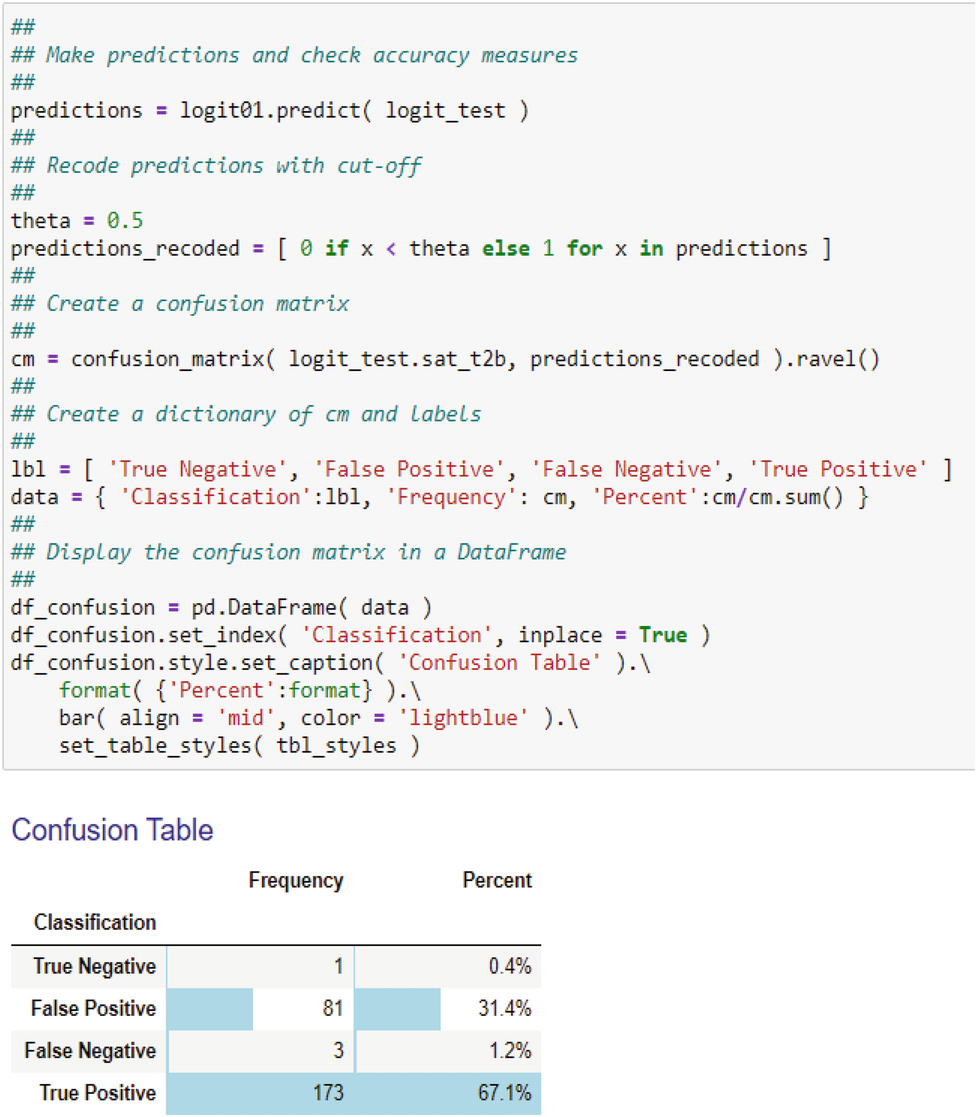 ##
## Make predictions and check accuracy measures
##
predictions = logit01.predict( logit_test )
##
## Recode predictions with cut-off
##
theta = 0.5
predictions_recoded = [ 0 if x < theta else 1 for x in predictions ]
##
## Create a confusion matrix
##
cm = confusion_matrix( logit_test.sat_t2b, predictions_recoded ).ravel()
##
## Create a dictionary of cm and labels
##
lbl = [ 'True Negative', 'False Positive', 'False Negative', 'True Positive' ]
data = { 'Classification':lbl, 'Frequency': cm, 'Percent':cm/cm.sum() }
##
## Display the confusion matrix in a DataFrame
##
df_confusion = pd.DataFrame( data )
df_confusion.set_index( 'Classification', inplace = True )
df_confusion.style.set_caption( 'Confusion Table' ).\
    format( {'Percent':format} ).\
    bar( align = 'mid', color = 'lightblue' ).\
    set_table_styles( tbl_styles )
Confusion Table
Frequency Percent
Classification
True Negative 1 0.4%
False Positive 81 31.4%
False Negative 3 1.2%
True Positive 173 67.1%